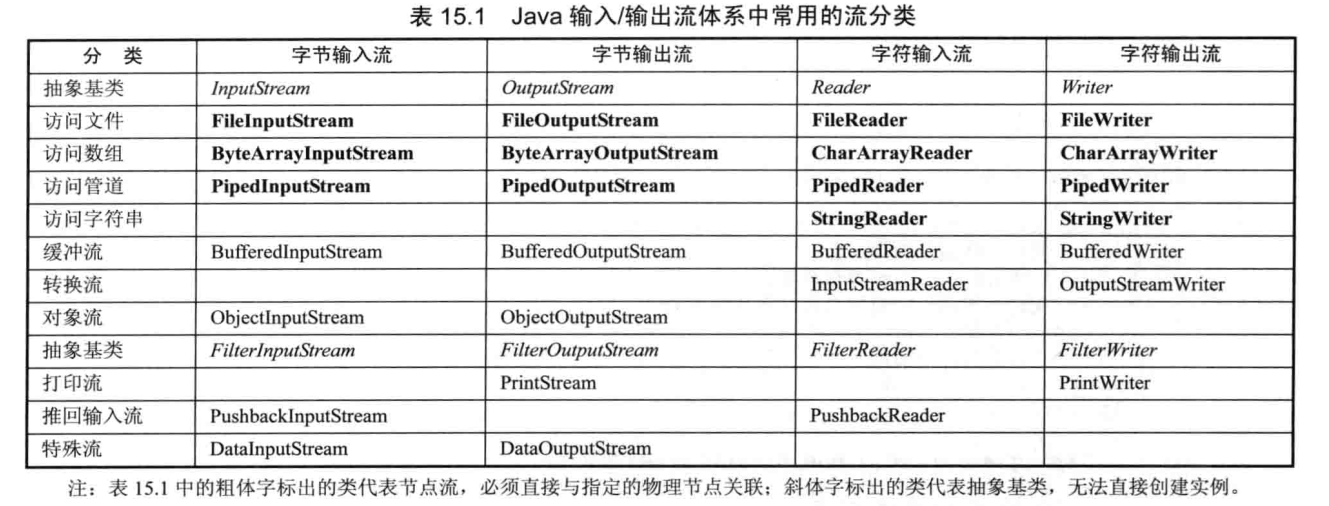 表 15.1 Java 输入/输出流体系中常用的流分类
分 类 字节输入流 字节输出流 字符输入流 字符输出流
抽象基类 InputStream OutputStream Reader Writer
访问文件 FileInputStream FileOutputStream FileReader FileWriter
访问数组 ByteArrayInputStream ByteArrayOutputStream CharArrayReader CharArrayWriter
访问管道 PipedInputStream PipedOutputStream PipedReader PipedWriter
访问字符串 StringReader StringWriter
缓冲流 BufferedInputStream BufferedOutputStream BufferedReader BufferedWriter
转换流 InputStreamReader OutputStreamWriter
对象流 ObjectInputStream ObjectOutputStream
抽象基类 FilterInputStream FilterOutputStream FilterReader FilterWriter
打印流 PrintStream PrintWriter
推回输入流 PushbackInputStream PushbackReader
特殊流 DataInputStream DataOutputStream
注：表 15.1 中的粗体字标出的类代表节点流，必须直接与指定的物理节点关联；斜体字标出的类代表抽象基类，无法直接创建实例。